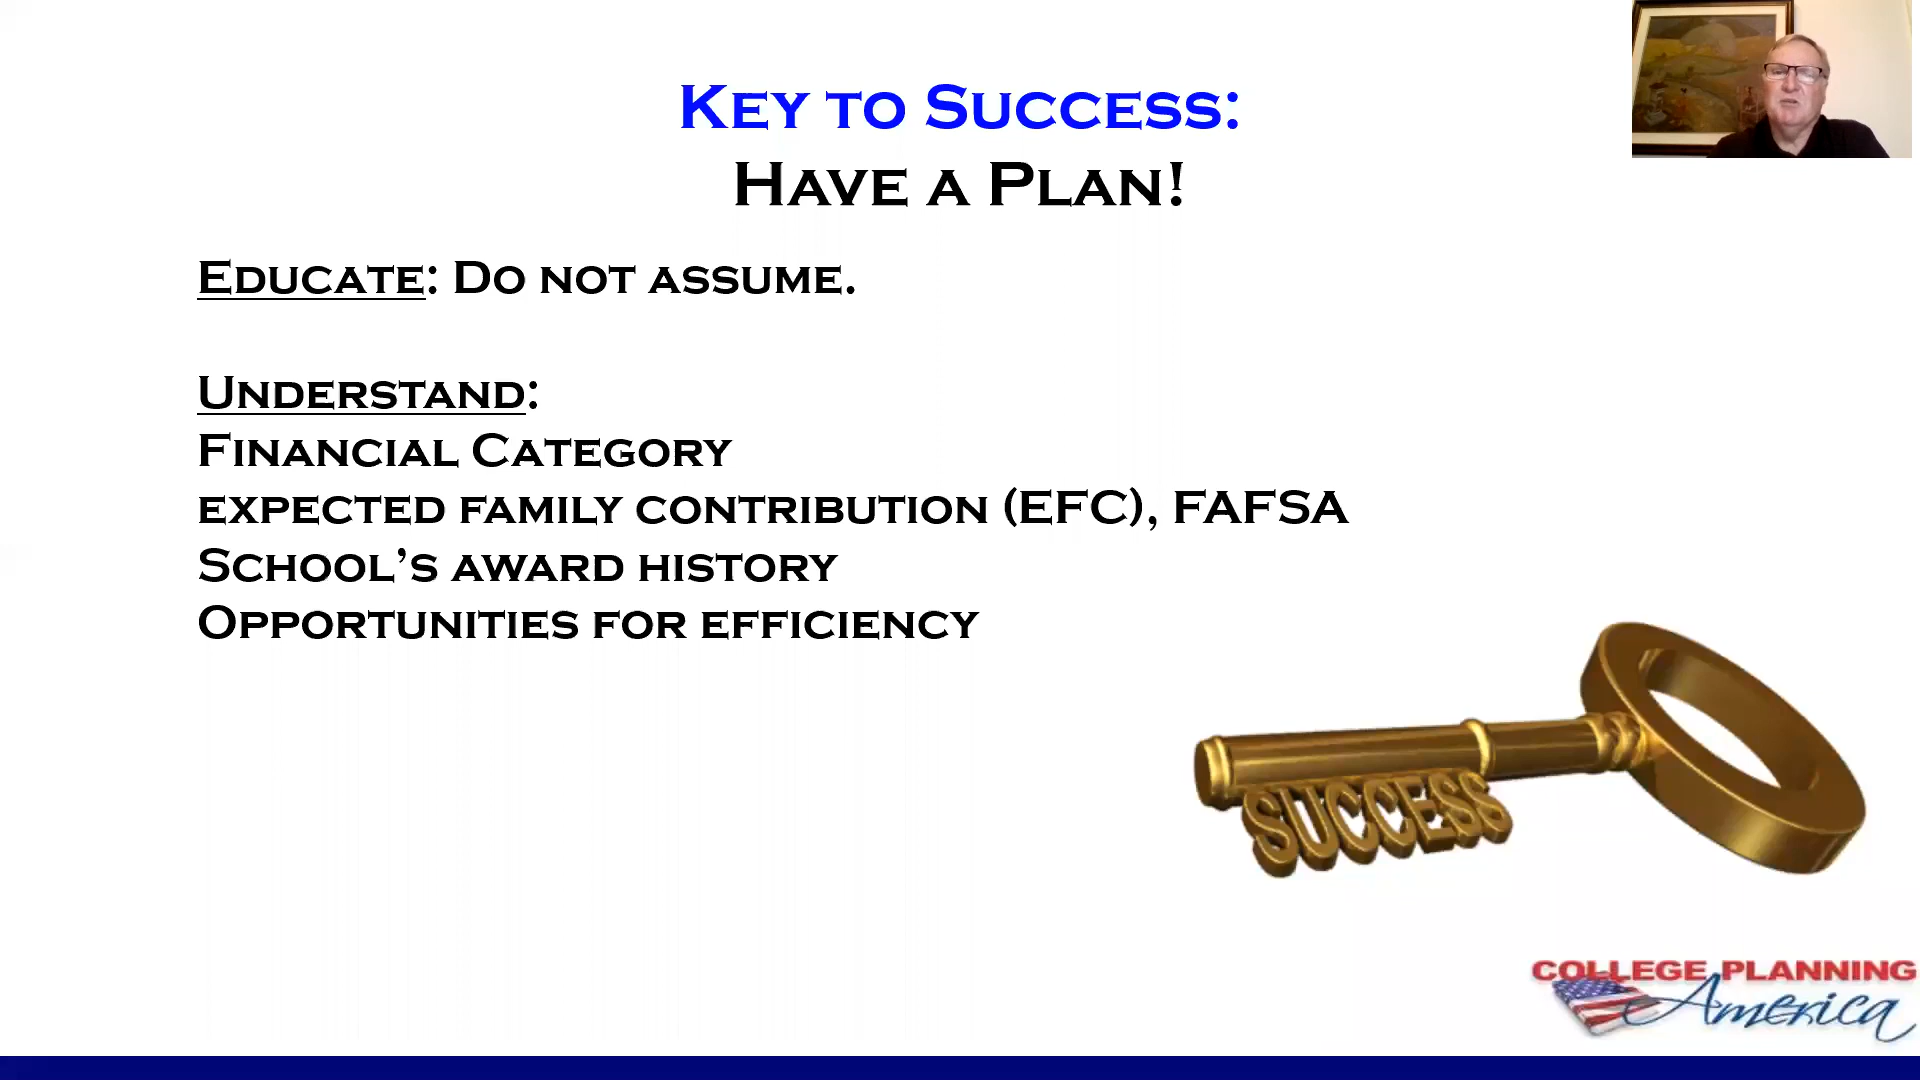 Key to Success:
Have a Plan!
Educate: Do not assume.
Understand:
Financial Category
expected family contribution (EFC), FAFSA
School’s award history
Opportunities for efficiency
SUCCESS
COLLEGE PLANNING
America